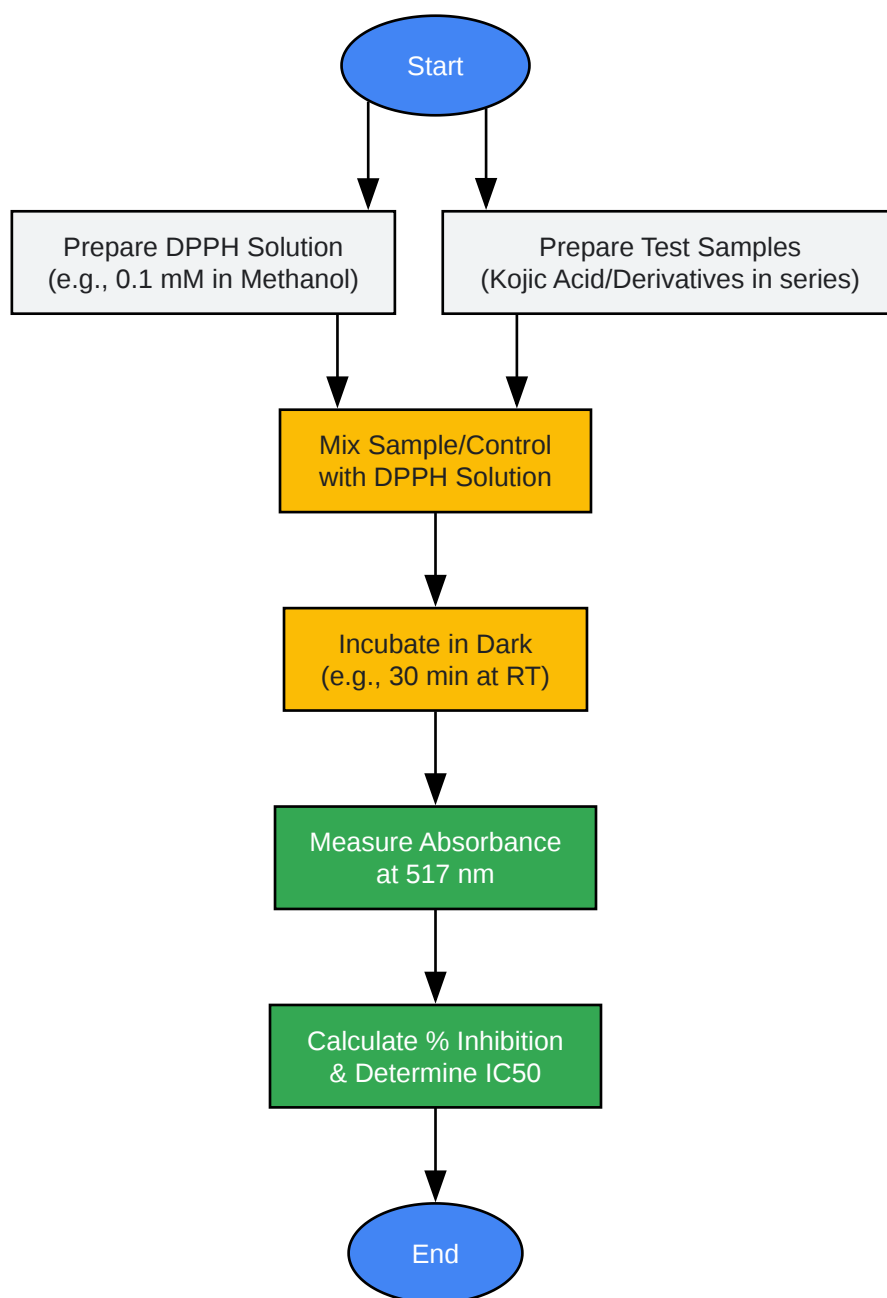 Start
Prepare DPPH Solution
(e.g., 0.1 mM in Methanol)
Prepare Test Samples
(Kojic Acid/Derivatives in series)
Mix Sample/Control
with DPPH Solution
Incubate in Dark
(e.g., 30 min at RT)
Measure Absorbance
at 517 nm
Calculate % Inhibition
& Determine IC50
End